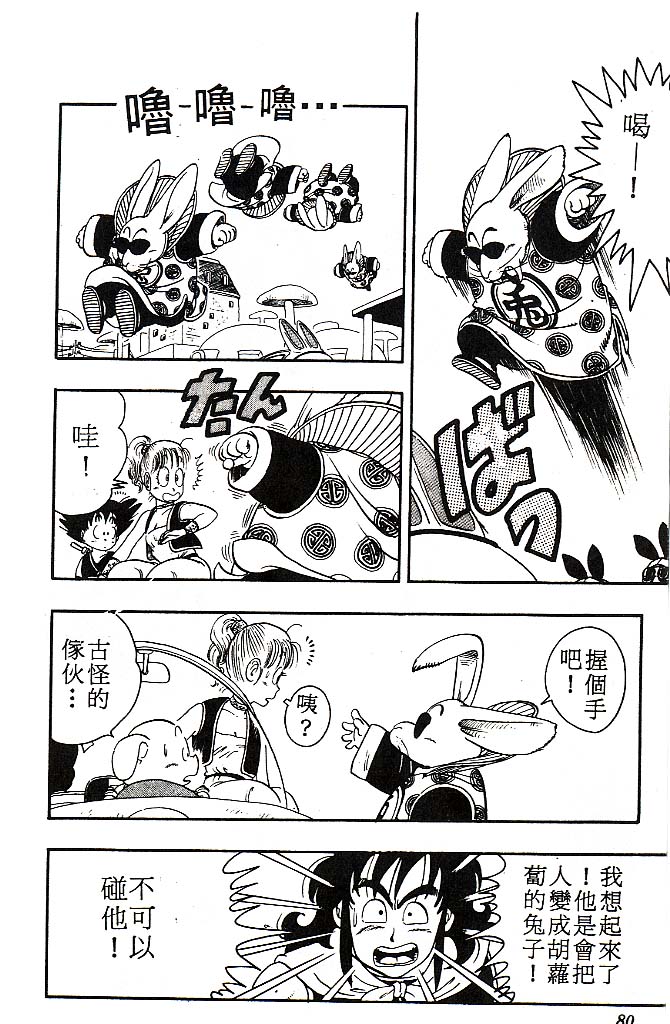 喝—！
兎
ばっ
嚕-嚕-嚕…
たん
哇！
握個手
吧！
咦？
古怪的
傢伙…
我想起來了
！他是會把
人變成胡蘿
蔔的兔子！
不可以
碰他！
80